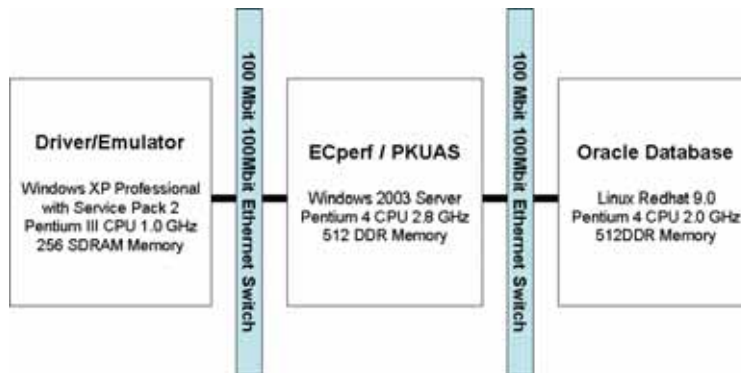 Driver/Emulator
Windows XP Professional
with Service Pack 2
Pentium III CPU 1.0 GHz
256 SDRAM Memory
100 Mbit 100Mbit Ethernet Switch
ECperf / PKUAS
Windows 2003 Server
Pentium 4 CPU 2.8 GHz
512 DDR Memory
100 Mbit 100Mbit Ethernet Switch
Oracle Database
Linux Redhat 9.0
Pentium 4 CPU 2.0 GHz
512DDR Memory